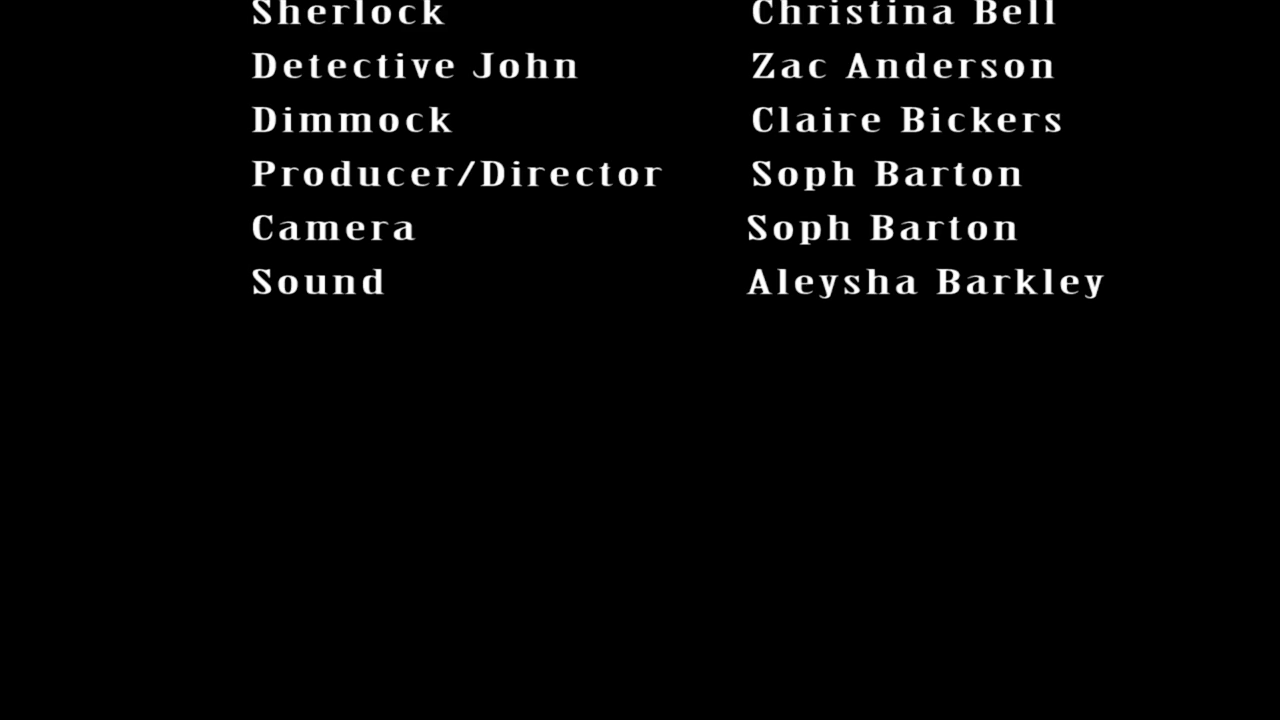 Sherlock Christina Bell
Detective John Zac Anderson
Dimmock Claire Bickers
Producer/Director Soph Barton
Camera Soph Barton
Sound Aleysha Barkley